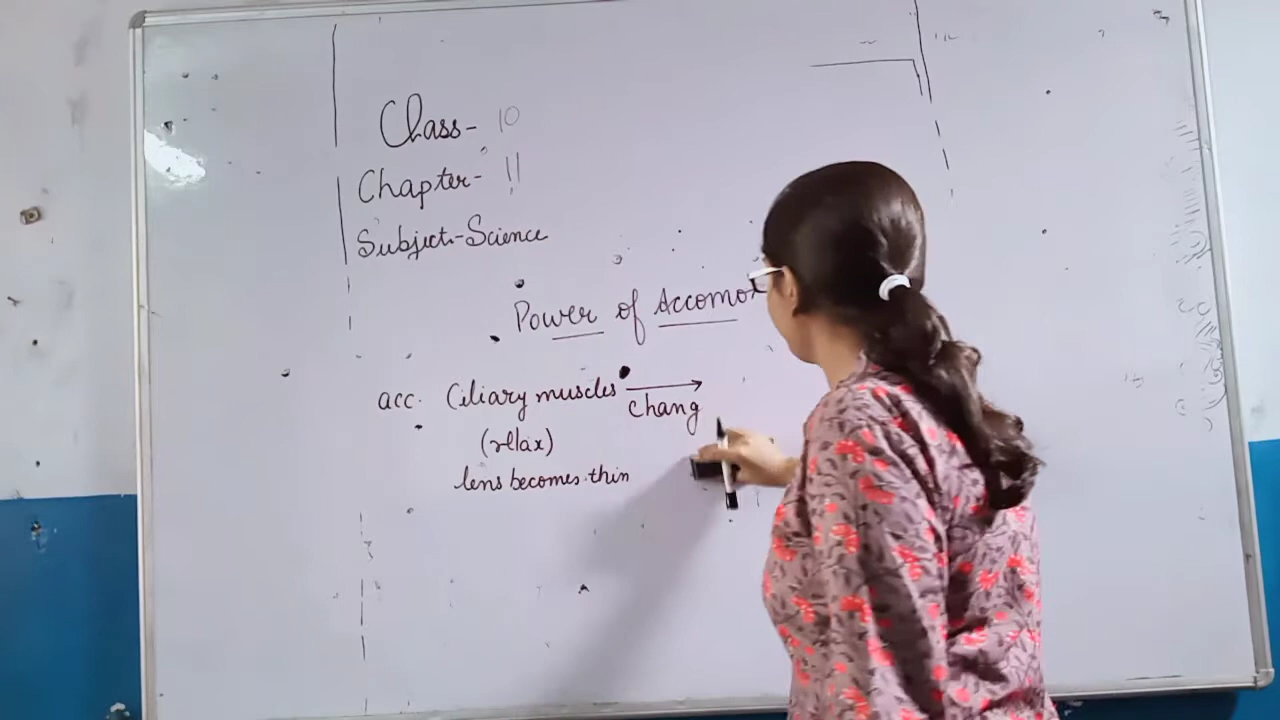 Class- 10
Chapter- 11
Subject:-Science
Power of Accomo
acc. Ciliary muscles → Chang
(relax)
lens becomes thin